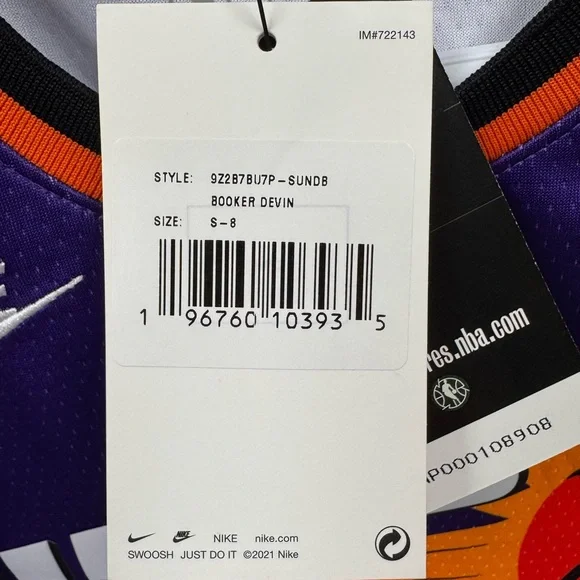 IM#722143
STYLE: 9Z2B7BU7P-SUNDB
BOOKER DEVIN
SIZE: S-8
1 96760 10393 5
NIKE nike.com
SWOOSH JUST DO IT ©2021 Nike
res.nba.com
P000108908